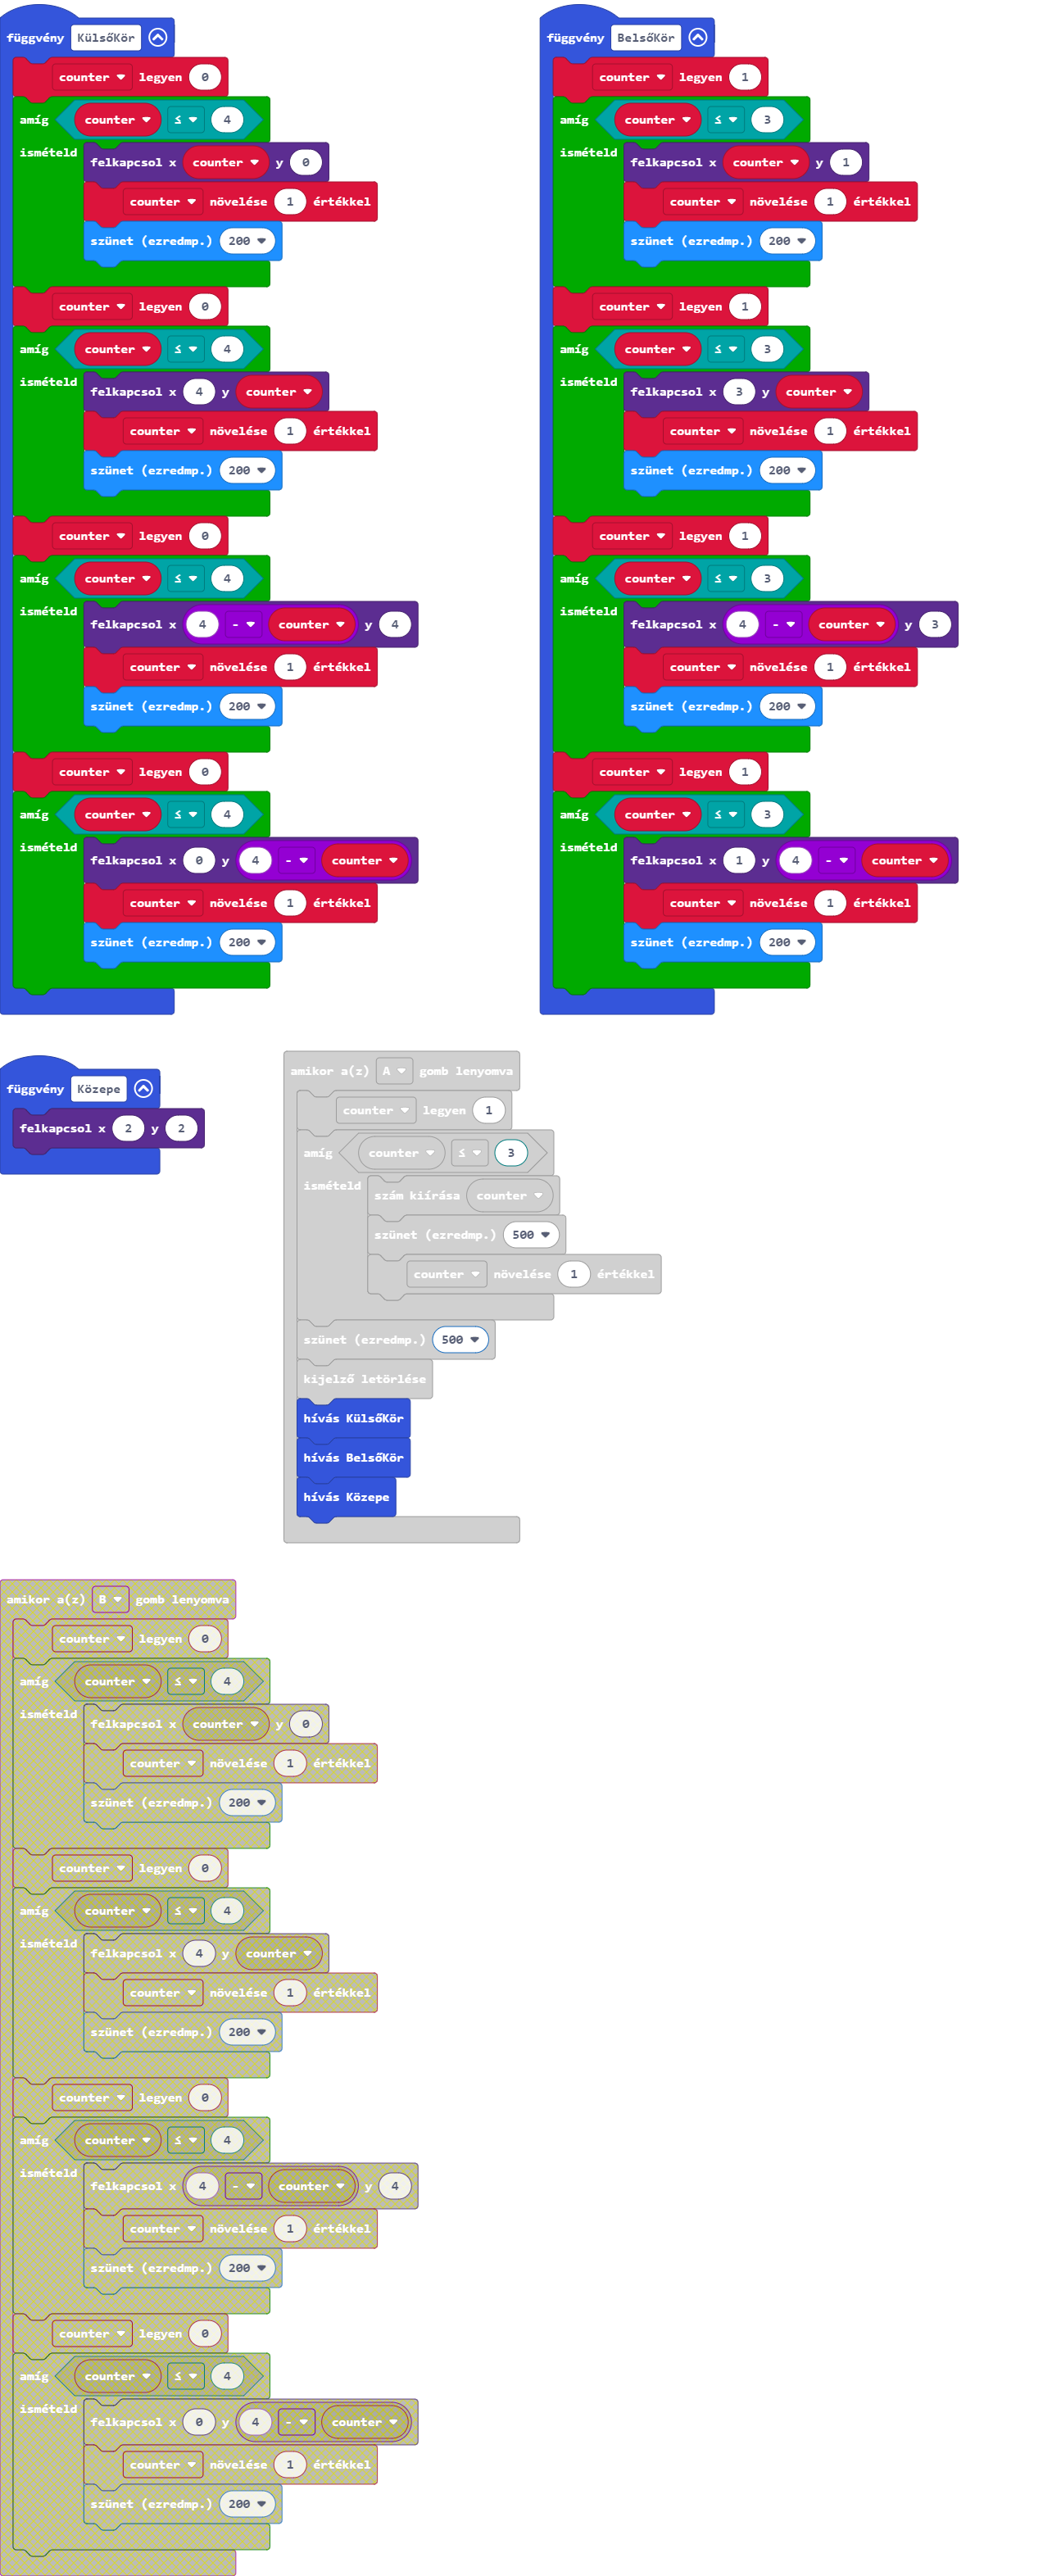 függvény KülsőKör
counter legyen 0
amíg counter ≤ 4
ismételd
felkapcsol x counter y 0
counter növelése 1 értékkel
szünet (ezredmp.) 200
counter legyen 0
amíg counter ≤ 4
ismételd
felkapcsol x 4 y counter
counter növelése 1 értékkel
szünet (ezredmp.) 200
counter legyen 0
amíg counter ≤ 4
ismételd
felkapcsol x 4 - counter y 4
counter növelése 1 értékkel
szünet (ezredmp.) 200
counter legyen 0
amíg counter ≤ 4
ismételd
felkapcsol x 0 y 4 - counter
counter növelése 1 értékkel
szünet (ezredmp.) 200
függvény BelsőKör
counter legyen 1
amíg counter ≤ 3
ismételd
felkapcsol x counter y 1
counter növelése 1 értékkel
szünet (ezredmp.) 200
counter legyen 1
amíg counter ≤ 3
ismételd
felkapcsol x 3 y counter
counter növelése 1 értékkel
szünet (ezredmp.) 200
counter legyen 1
amíg counter ≤ 3
ismételd
felkapcsol x 4 - counter y 3
counter növelése 1 értékkel
szünet (ezredmp.) 200
counter legyen 1
amíg counter ≤ 3
ismételd
felkapcsol x 1 y 4 - counter
counter növelése 1 értékkel
szünet (ezredmp.) 200
függvény Közepe
felkapcsol x 2 y 2
amikor a(z) A gomb lenyomva
counter legyen 1
amíg counter ≤ 3
ismételd
szám kiírása counter
szünet (ezredmp.) 500
counter növelése 1 értékkel
szünet (ezredmp.) 500
kijelző letörlése
hívás KülsőKör
hívás BelsőKör
hívás Közepe
amikor a(z) B gomb lenyomva
counter legyen 0
amíg counter ≤ 4
ismételd
felkapcsol x counter y 0
counter növelése 1 értékkel
szünet (ezredmp.) 200
counter legyen 0
amíg counter ≤ 4
ismételd
felkapcsol x 4 y counter
counter növelése 1 értékkel
szünet (ezredmp.) 200
counter legyen 0
amíg counter ≤ 4
ismételd
felkapcsol x 4 - counter y 4
counter növelése 1 értékkel
szünet (ezredmp.) 200
counter legyen 0
amíg counter ≤ 4
ismételd
felkapcsol x 0 y 4 - counter
counter növelése 1 értékkel
szünet (ezredmp.) 200